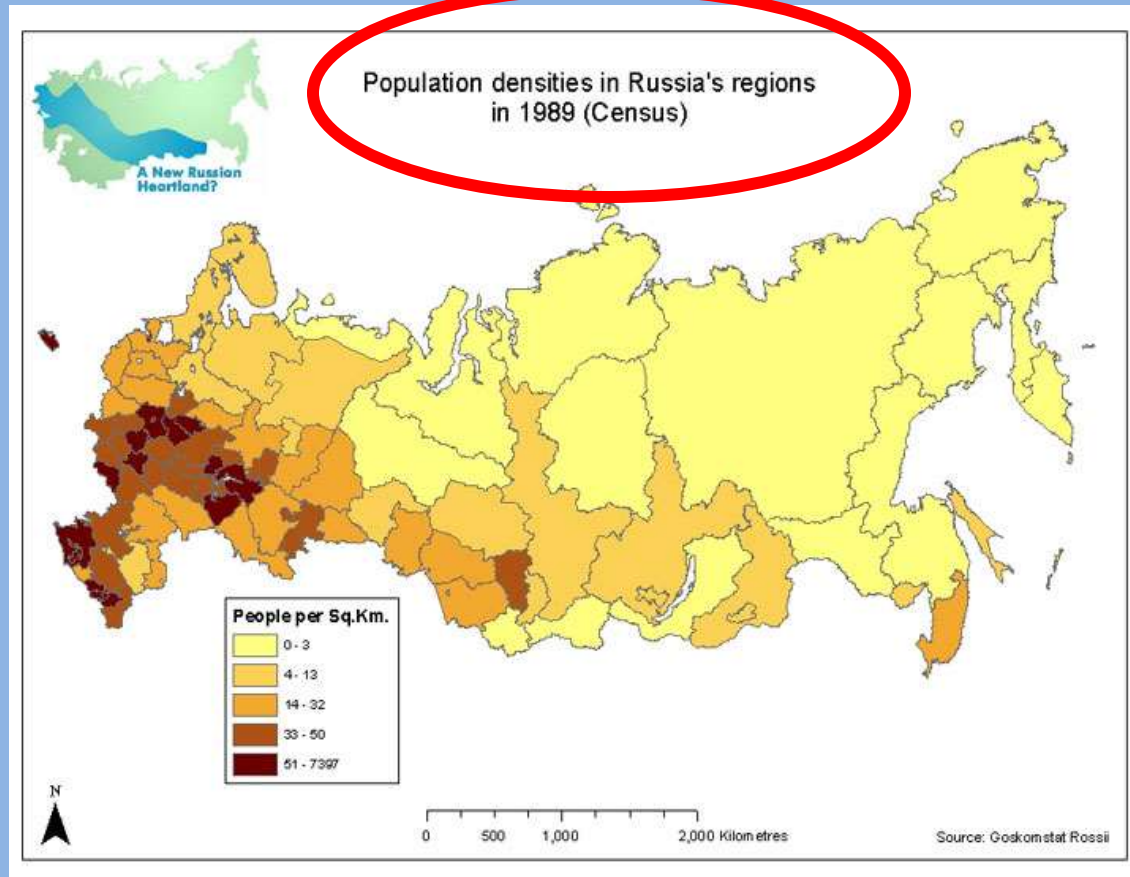 Population densities in Russia's regions
in 1989 (Census)
A New Russian
Heartland?
People per Sq.Km.
0 - 3
4 - 13
14 - 32
33 - 50
51 - 7397
N
0 500 1,000 2,000 Kilometres
Source: Goskomstat Rossii